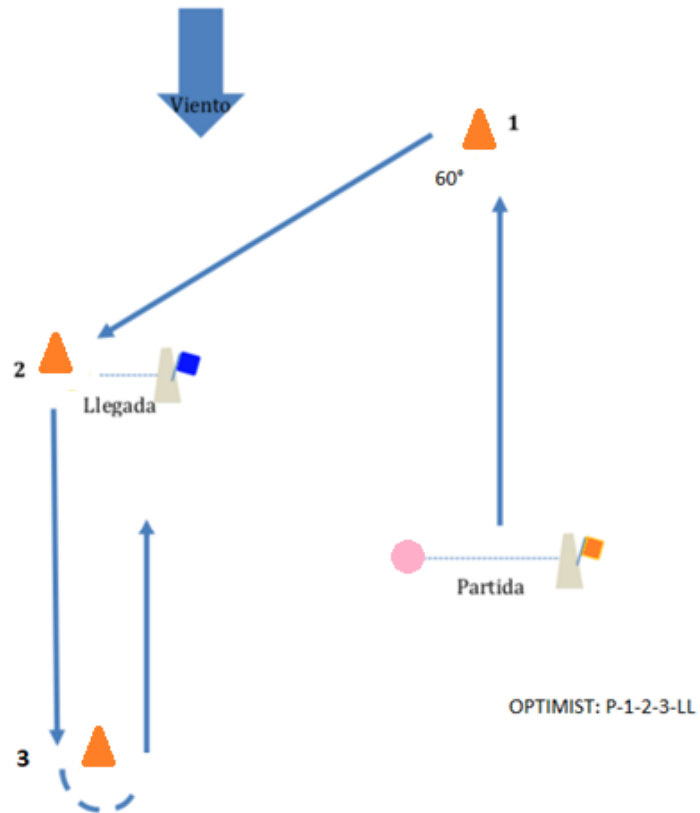 Viento
1
60°
2
Llegada
Partida
OPTIMIST: P-1-2-3-LL
3